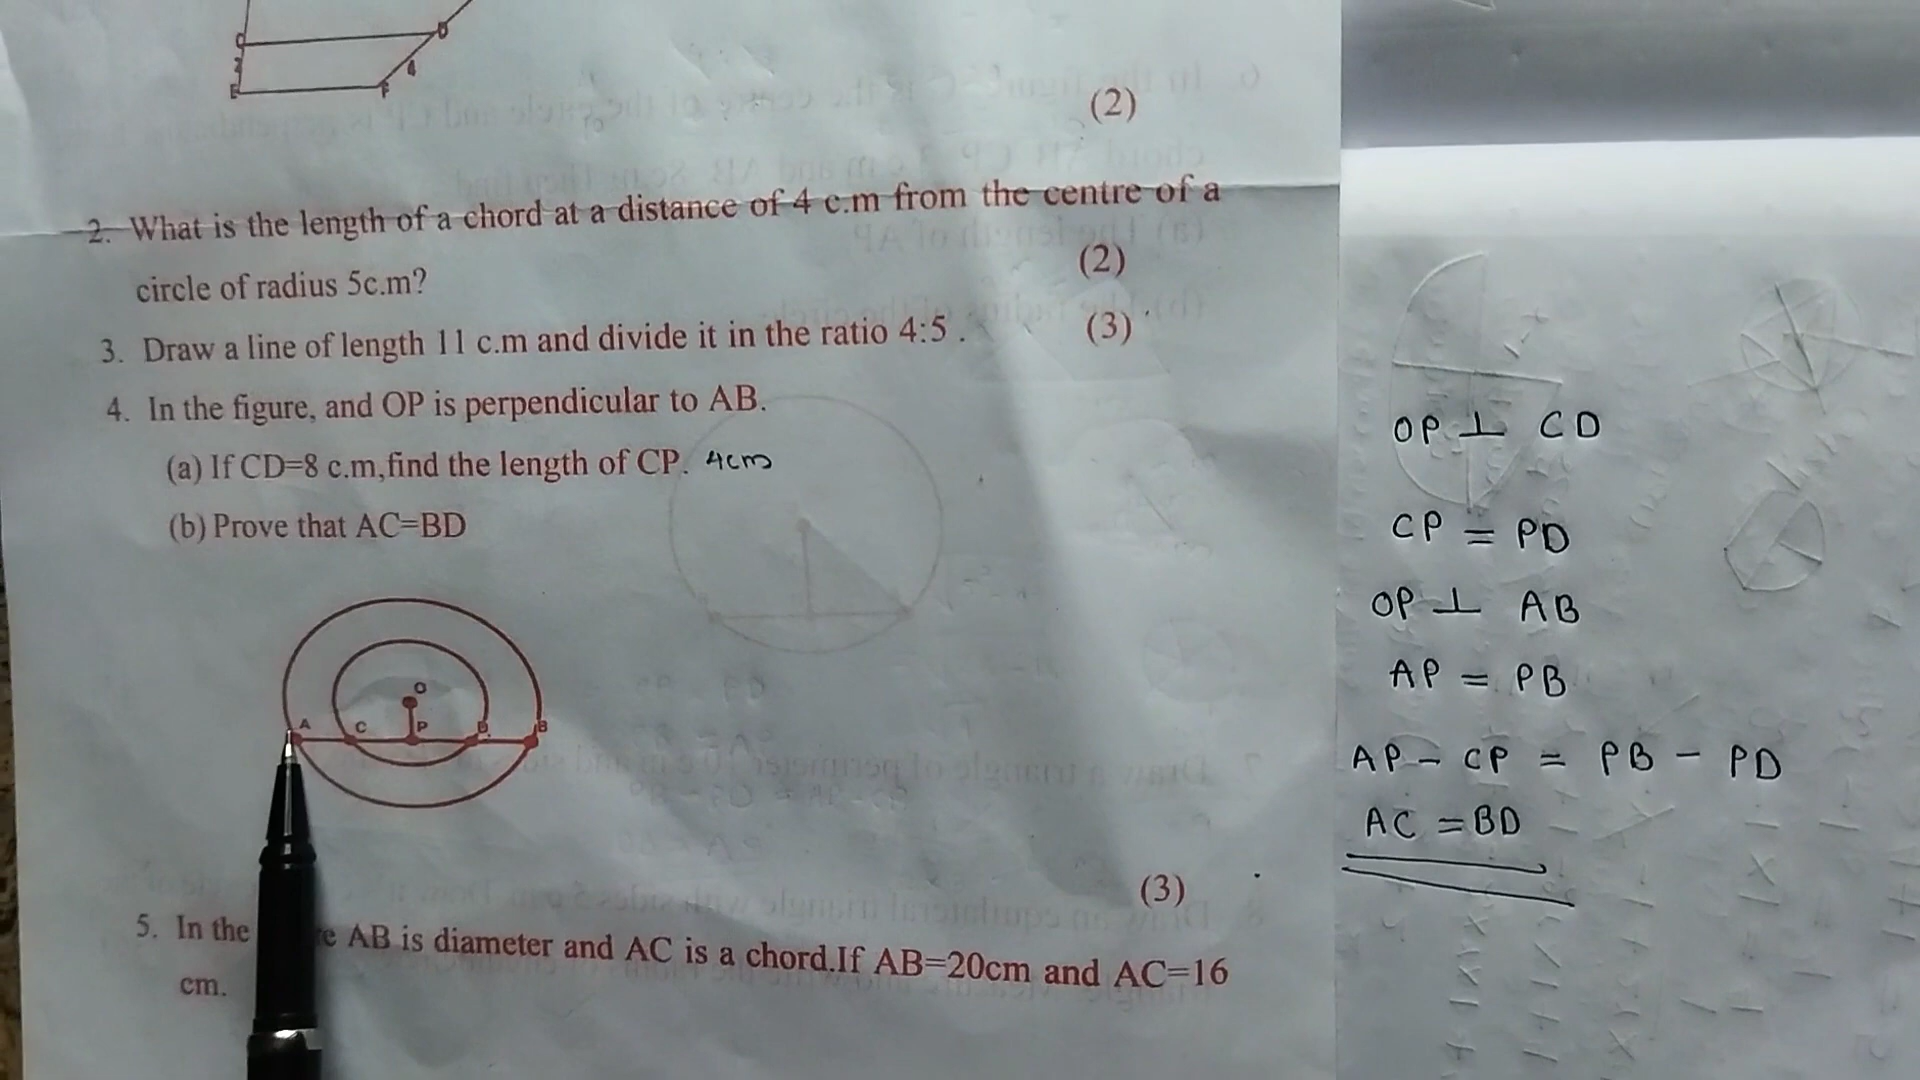 4
(2)
2. What is the length of a chord at a distance of 4 c.m from the centre of a
(2)
circle of radius 5c.m?
3. Draw a line of length 11 c.m and divide it in the ratio 4:5 .
(3)
4. In the figure, and OP is perpendicular to AB.
(a) If CD=8 c.m,find the length of CP. 4cm
(b) Prove that AC=BD
O
A C P B
(3)
5. In the e AB is diameter and AC is a chord.If AB=20cm and AC=16
cm.
OP ⊥ CD
CP = PD
OP ⊥ AB
AP = PB
AP - CP = PB - PD
AC = BD